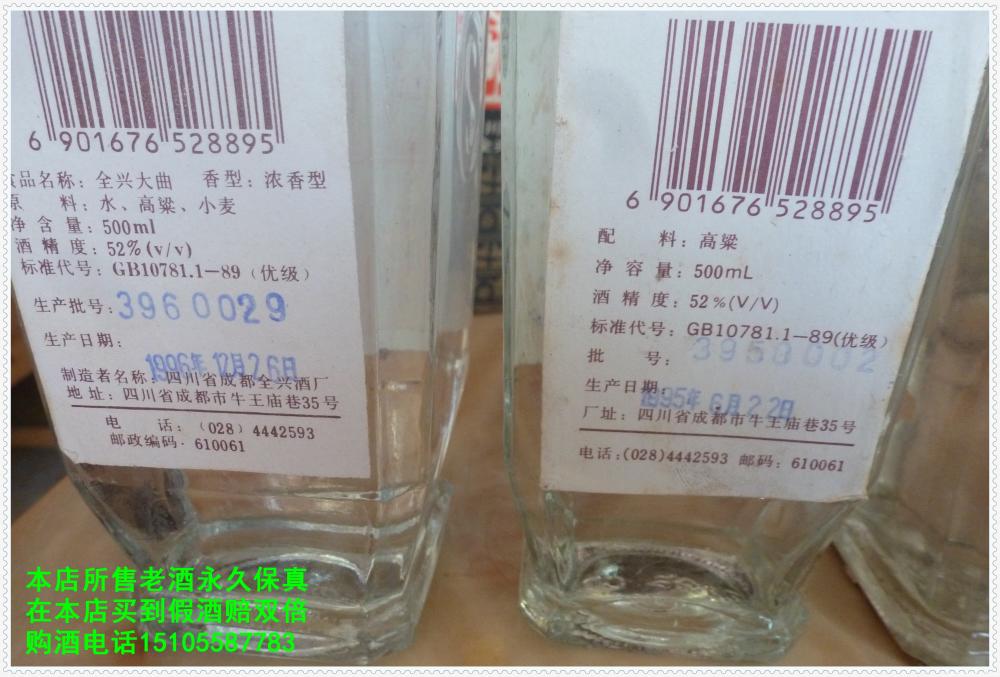 6 901676 528895
品名称：全兴大曲 香型：浓香型
料：水、高粱、小麦
净 含 量：500ml
酒 精 度：52%(v/v)
标准代号：GB10781.1—89（优级）
生产批号：3960029
生产日期：
1996年12月26日
制造者名称：四川省成都全兴酒厂
地 址：四川省成都市牛王庙巷35号
电 话：（028）4442593
邮政编码·610061
6 901676 528895
配 料：高粱
净 容 量：500mL
酒 精 度：52%(V/V)
标准代号：GB10781.1—89(优级)
批 号：3950002
生产日期：
1995年6月22日
厂址：四川省成都市牛王庙巷35号
电话：(028)4442593 邮码：610061
本店所售老酒永久保真
在本店买到假酒赔双倍
购酒电话15105587783